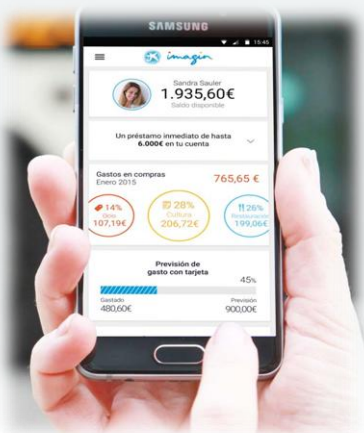 SAMSUNG
15:45
imagin
Sandra Sauler
1.935,60€
Saldo disponible
Un préstamo inmediato de hasta
6.000€ en tu cuenta
Gastos en compras
Enero 2015
765,65 €
14%
Ocio
107,19€
28%
Cultura
206,72€
26%
Restauración
199,06€
Previsión de
gasto con tarjeta
45%
Gastado
480,60€
Previsión
900,00€